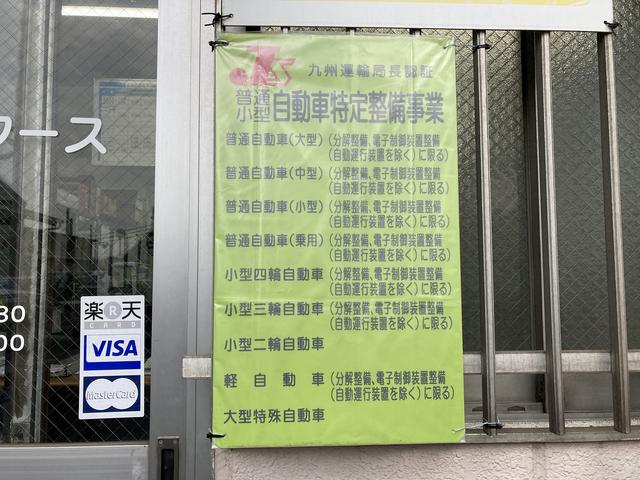 九州運輸局長認証
普通
小型 自動車特定整備事業
普通自動車(大型)(分解整備、電子制御装置整備
(自動運行装置を除く)に限る)
普通自動車(中型)(分解整備、電子制御装置整備
(自動運行装置を除く)に限る)
普通自動車(小型)(分解整備、電子制御装置整備
(自動運行装置を除く)に限る)
普通自動車(乗用)(分解整備、電子制御装置整備
(自動運行装置を除く)に限る)
小型四輪自動車(分解整備、電子制御装置整備
(自動運行装置を除く)に限る)
小型三輪自動車(分解整備、電子制御装置整備
(自動運行装置を除く)に限る)
小型二輪自動車
軽自動車(分解整備、電子制御装置整備
(自動運行装置を除く)に限る)
大型特殊自動車
ワース
30
00
楽R天
CARD
VISA
MasterCard